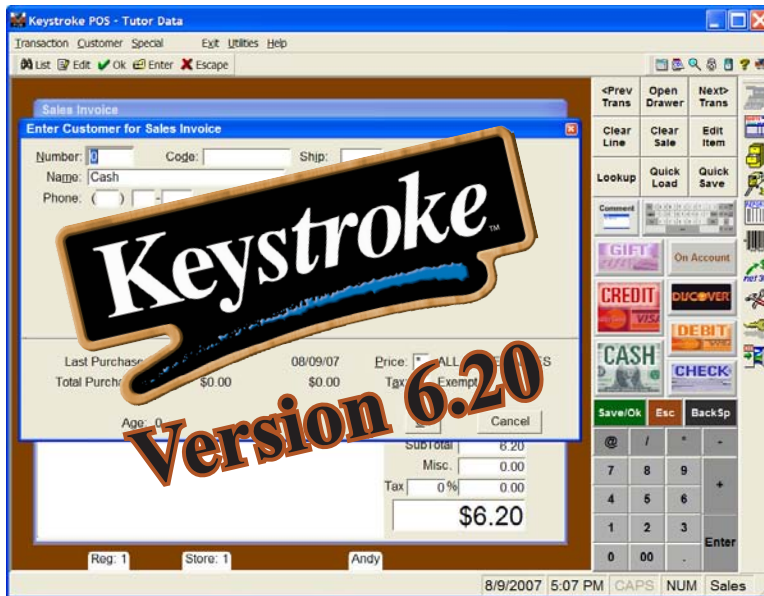 Keystroke POS - Tutor Data
Transaction Customer Special Exit Utilities Help
List Edit Ok Enter Escape
Sales Invoice
Enter Customer for Sales Invoice
Number: 0 Code: Ship:
Name: Cash
Phone: ( ) -
Keystroke™
Last Purchase 08/09/07 Price: * ALL
Total Purcha $0.00 $0.00 Tax Exempt
Age: 0 Cancel
Version 6.20
SubTotal 6.20
Misc. 0.00
Tax 0% 0.00
$6.20
Reg: 1 Store: 1 Andy
<Prev Trans
Open Drawer
Next> Trans
Clear Line
Clear Sale
Edit Item
Lookup
Quick Load
Quick Save
Comment
GIFT
On Account
CREDIT
VISA
DISCOVER
DEBIT
CASH
CHECK
Save/Ok Esc BackSp
@ / * -
7 8 9 +
4 5 6
1 2 3 Enter
0 00 .
8/9/2007 5:07 PM CAPS NUM Sales